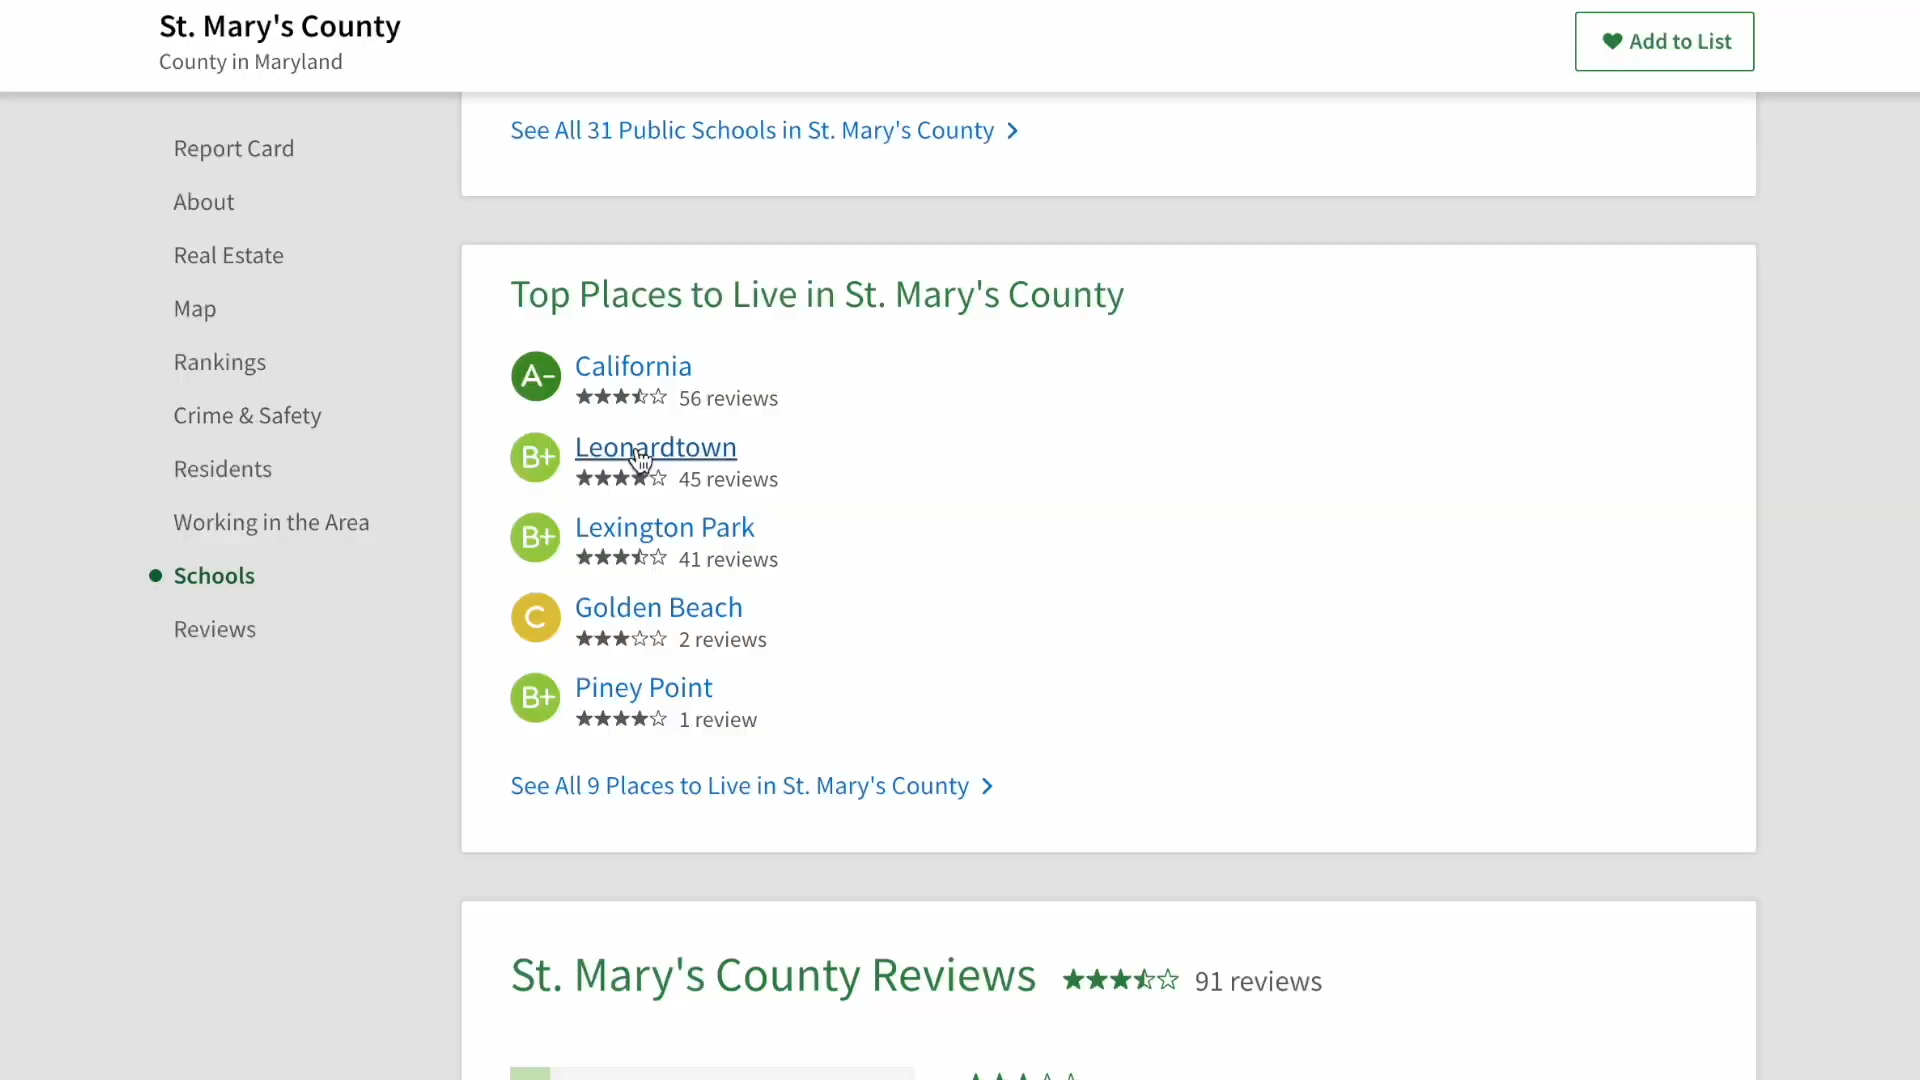 St. Mary's County
County in Maryland
Add to List
See All 31 Public Schools in St. Mary's County
Report Card
About
Real Estate
Map
Rankings
Crime & Safety
Residents
Working in the Area
Schools
Reviews
Top Places to Live in St. Mary's County
A-
California
56 reviews
B+
Leonardtown
45 reviews
B+
Lexington Park
41 reviews
C
Golden Beach
2 reviews
B+
Piney Point
1 review
See All 9 Places to Live in St. Mary's County
St. Mary's County Reviews
91 reviews